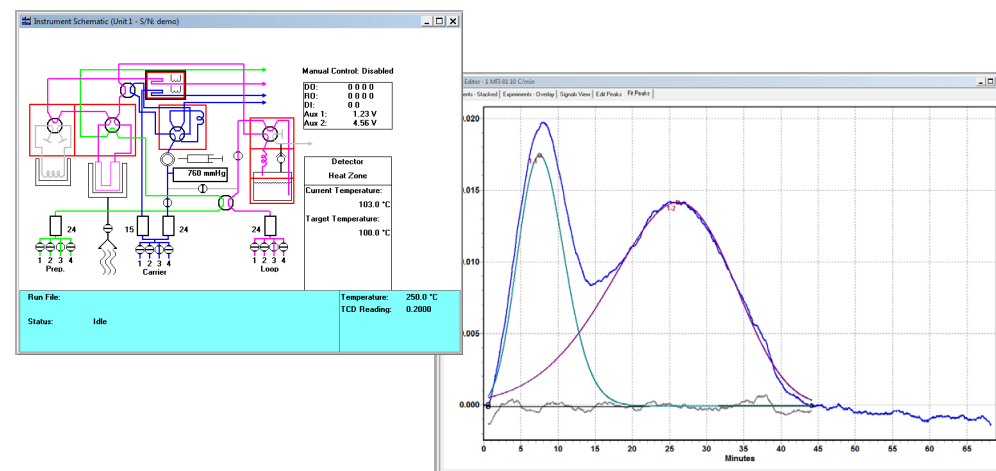 Instrument Schematic (Unit 1 - S/N: demo)
Manual Control: Disabled
DO: 0 0 0 0
RO: 0 0 0 0
DI: 0 0
Aux 1: 1.23 V
Aux 2: 4.56 V
760 mmHg
Detector
Heat Zone
Current Temperature:
103.0 °C
Target Temperature:
100.0 °C
24 15 24 24
1 2 3 4 1 2 3 4 1 2 3 4
Prep. Carrier Loop
Run File:
Status: Idle
Temperature: 250.0 °C
TCD Reading: 0.2000
Editor - 1 MFI-01 10 C/min
ents - Stacked Experiments - Overlay Signals View Edit Peaks Fit Peaks
.020
.015
.010
.005
0.000
1-2
0 5 10 15 20 25 30 35 40 45 50 55 60 65
Minutes